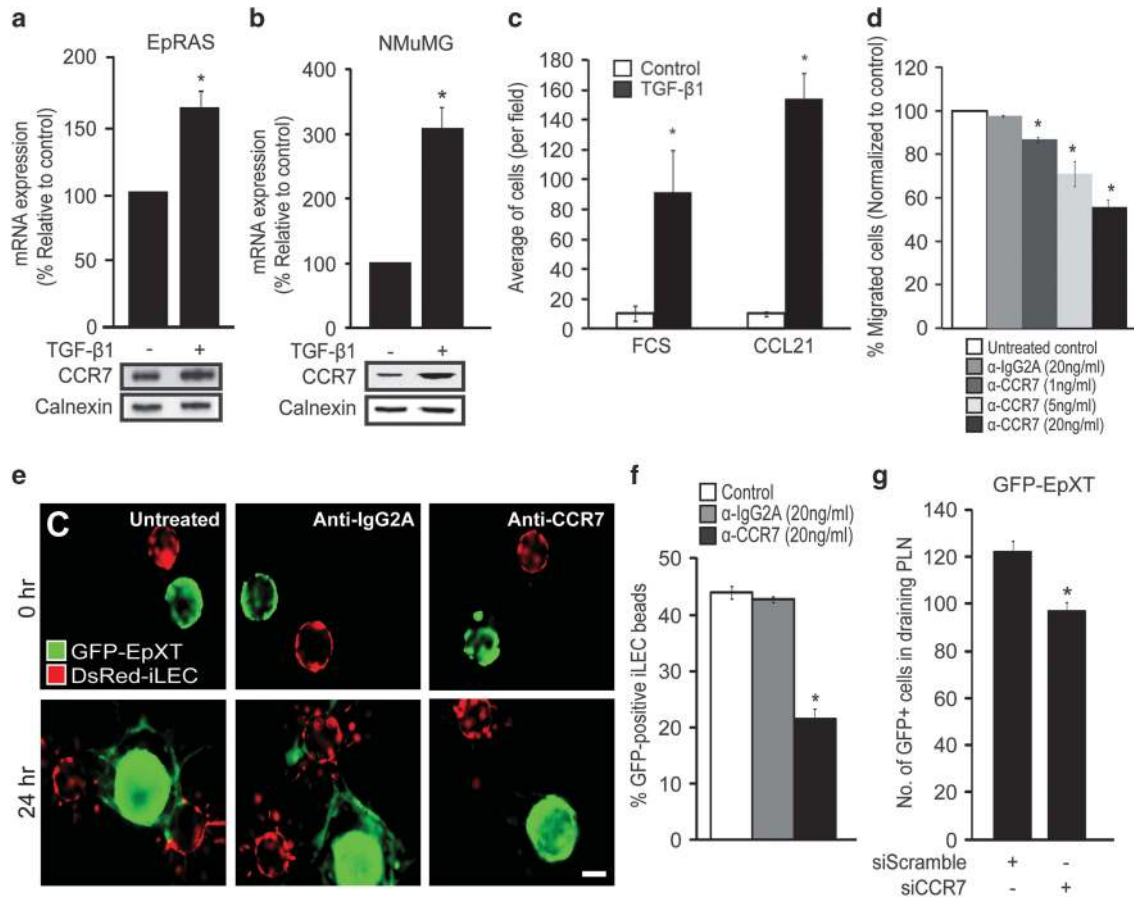 a
EpRAS
mRNA expression
(% Relative to control)
200
150
100
50
0
*
TGF-β1 - +
CCR7
Calnexin
b
NMuMG
mRNA expression
(% Relative to control)
400
300
200
100
0
*
TGF-β1 - +
CCR7
Calnexin
c
Average of cells (per field)
180
160
140
120
100
80
60
40
20
0
Control
TGF-β1
*
*
FCS CCL21
d
% Migrated cells (Normalized to control)
120
100
80
60
40
20
0
*
*
*
Untreated control
α-IgG2A (20ng/ml)
α-CCR7 (1ng/ml)
α-CCR7 (5ng/ml)
α-CCR7 (20ng/ml)
e
C
Untreated
Anti-IgG2A
Anti-CCR7
0 hr
GFP-EpXT
DsRed-iLEC
24 hr
f
Control
α-IgG2A (20ng/ml)
α-CCR7 (20ng/ml)
% GFP-positive iLEC beads
50
40
30
20
10
0
*
g
GFP-EpXT
No. of GFP+ cells in draining PLN
140
120
100
80
60
40
20
0
*
siScramble + -
siCCR7 - +